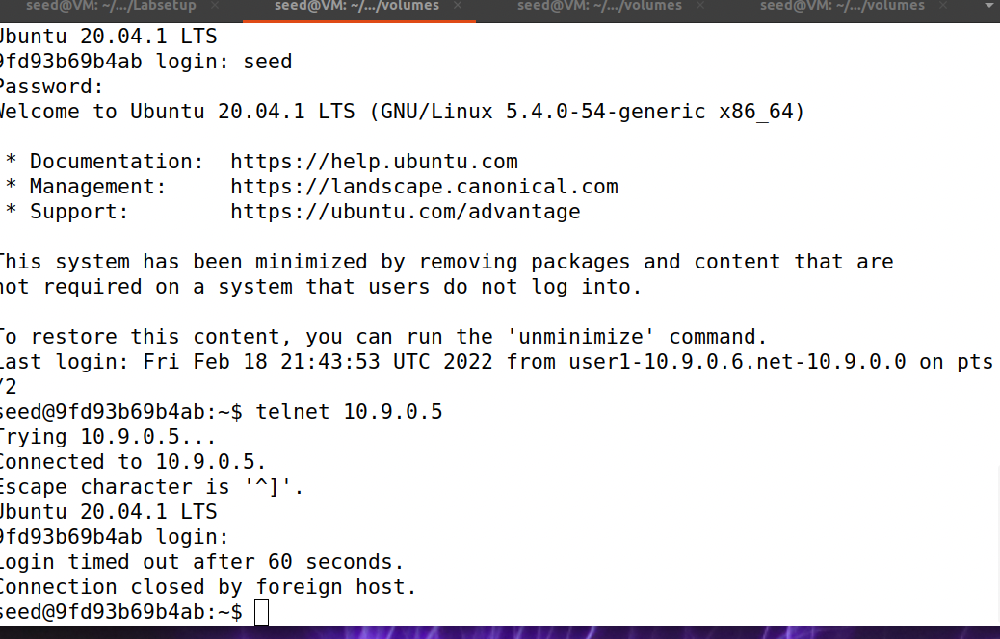 seed@VM: ~/.../Labsetup × seed@VM: ~/.../volumes × seed@VM: ~/.../volumes × seed@VM: ~/.../volumes ×
Ubuntu 20.04.1 LTS
9fd93b69b4ab login: seed
Password:
Welcome to Ubuntu 20.04.1 LTS (GNU/Linux 5.4.0-54-generic x86_64)
* Documentation:  https://help.ubuntu.com
* Management:     https://landscape.canonical.com
* Support:        https://ubuntu.com/advantage
This system has been minimized by removing packages and content that are
not required on a system that users do not log into.
To restore this content, you can run the 'unminimize' command.
Last login: Fri Feb 18 21:43:53 UTC 2022 from user1-10.9.0.6.net-10.9.0.0 on pts
/2
seed@9fd93b69b4ab:~$ telnet 10.9.0.5
Trying 10.9.0.5...
Connected to 10.9.0.5.
Escape character is '^]'.
Ubuntu 20.04.1 LTS
9fd93b69b4ab login:
Login timed out after 60 seconds.
Connection closed by foreign host.
seed@9fd93b69b4ab:~$